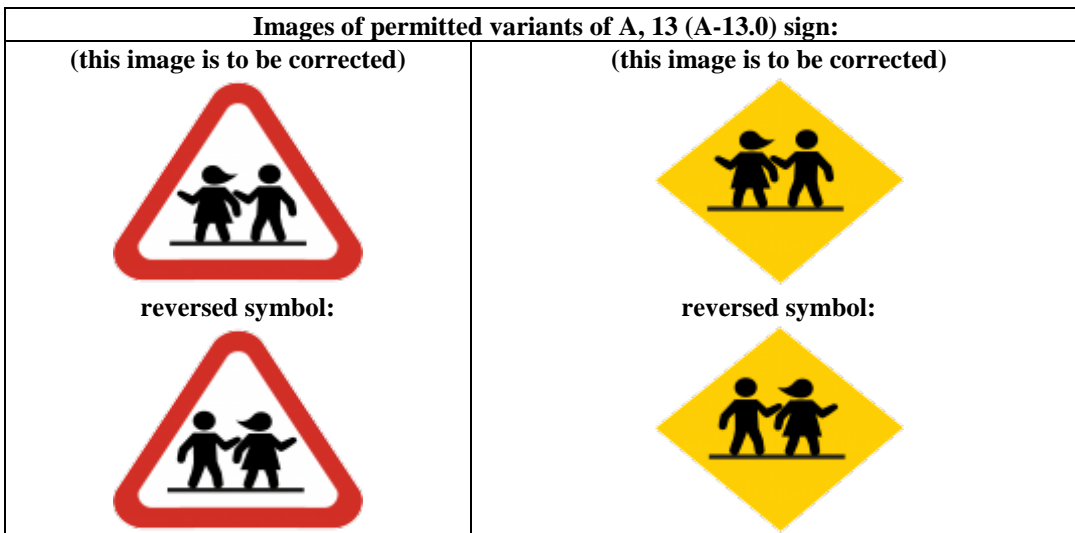 Images of permitted variants of A, 13 (A-13.0) sign:
(this image is to be corrected)
(this image is to be corrected)
reversed symbol:
reversed symbol: